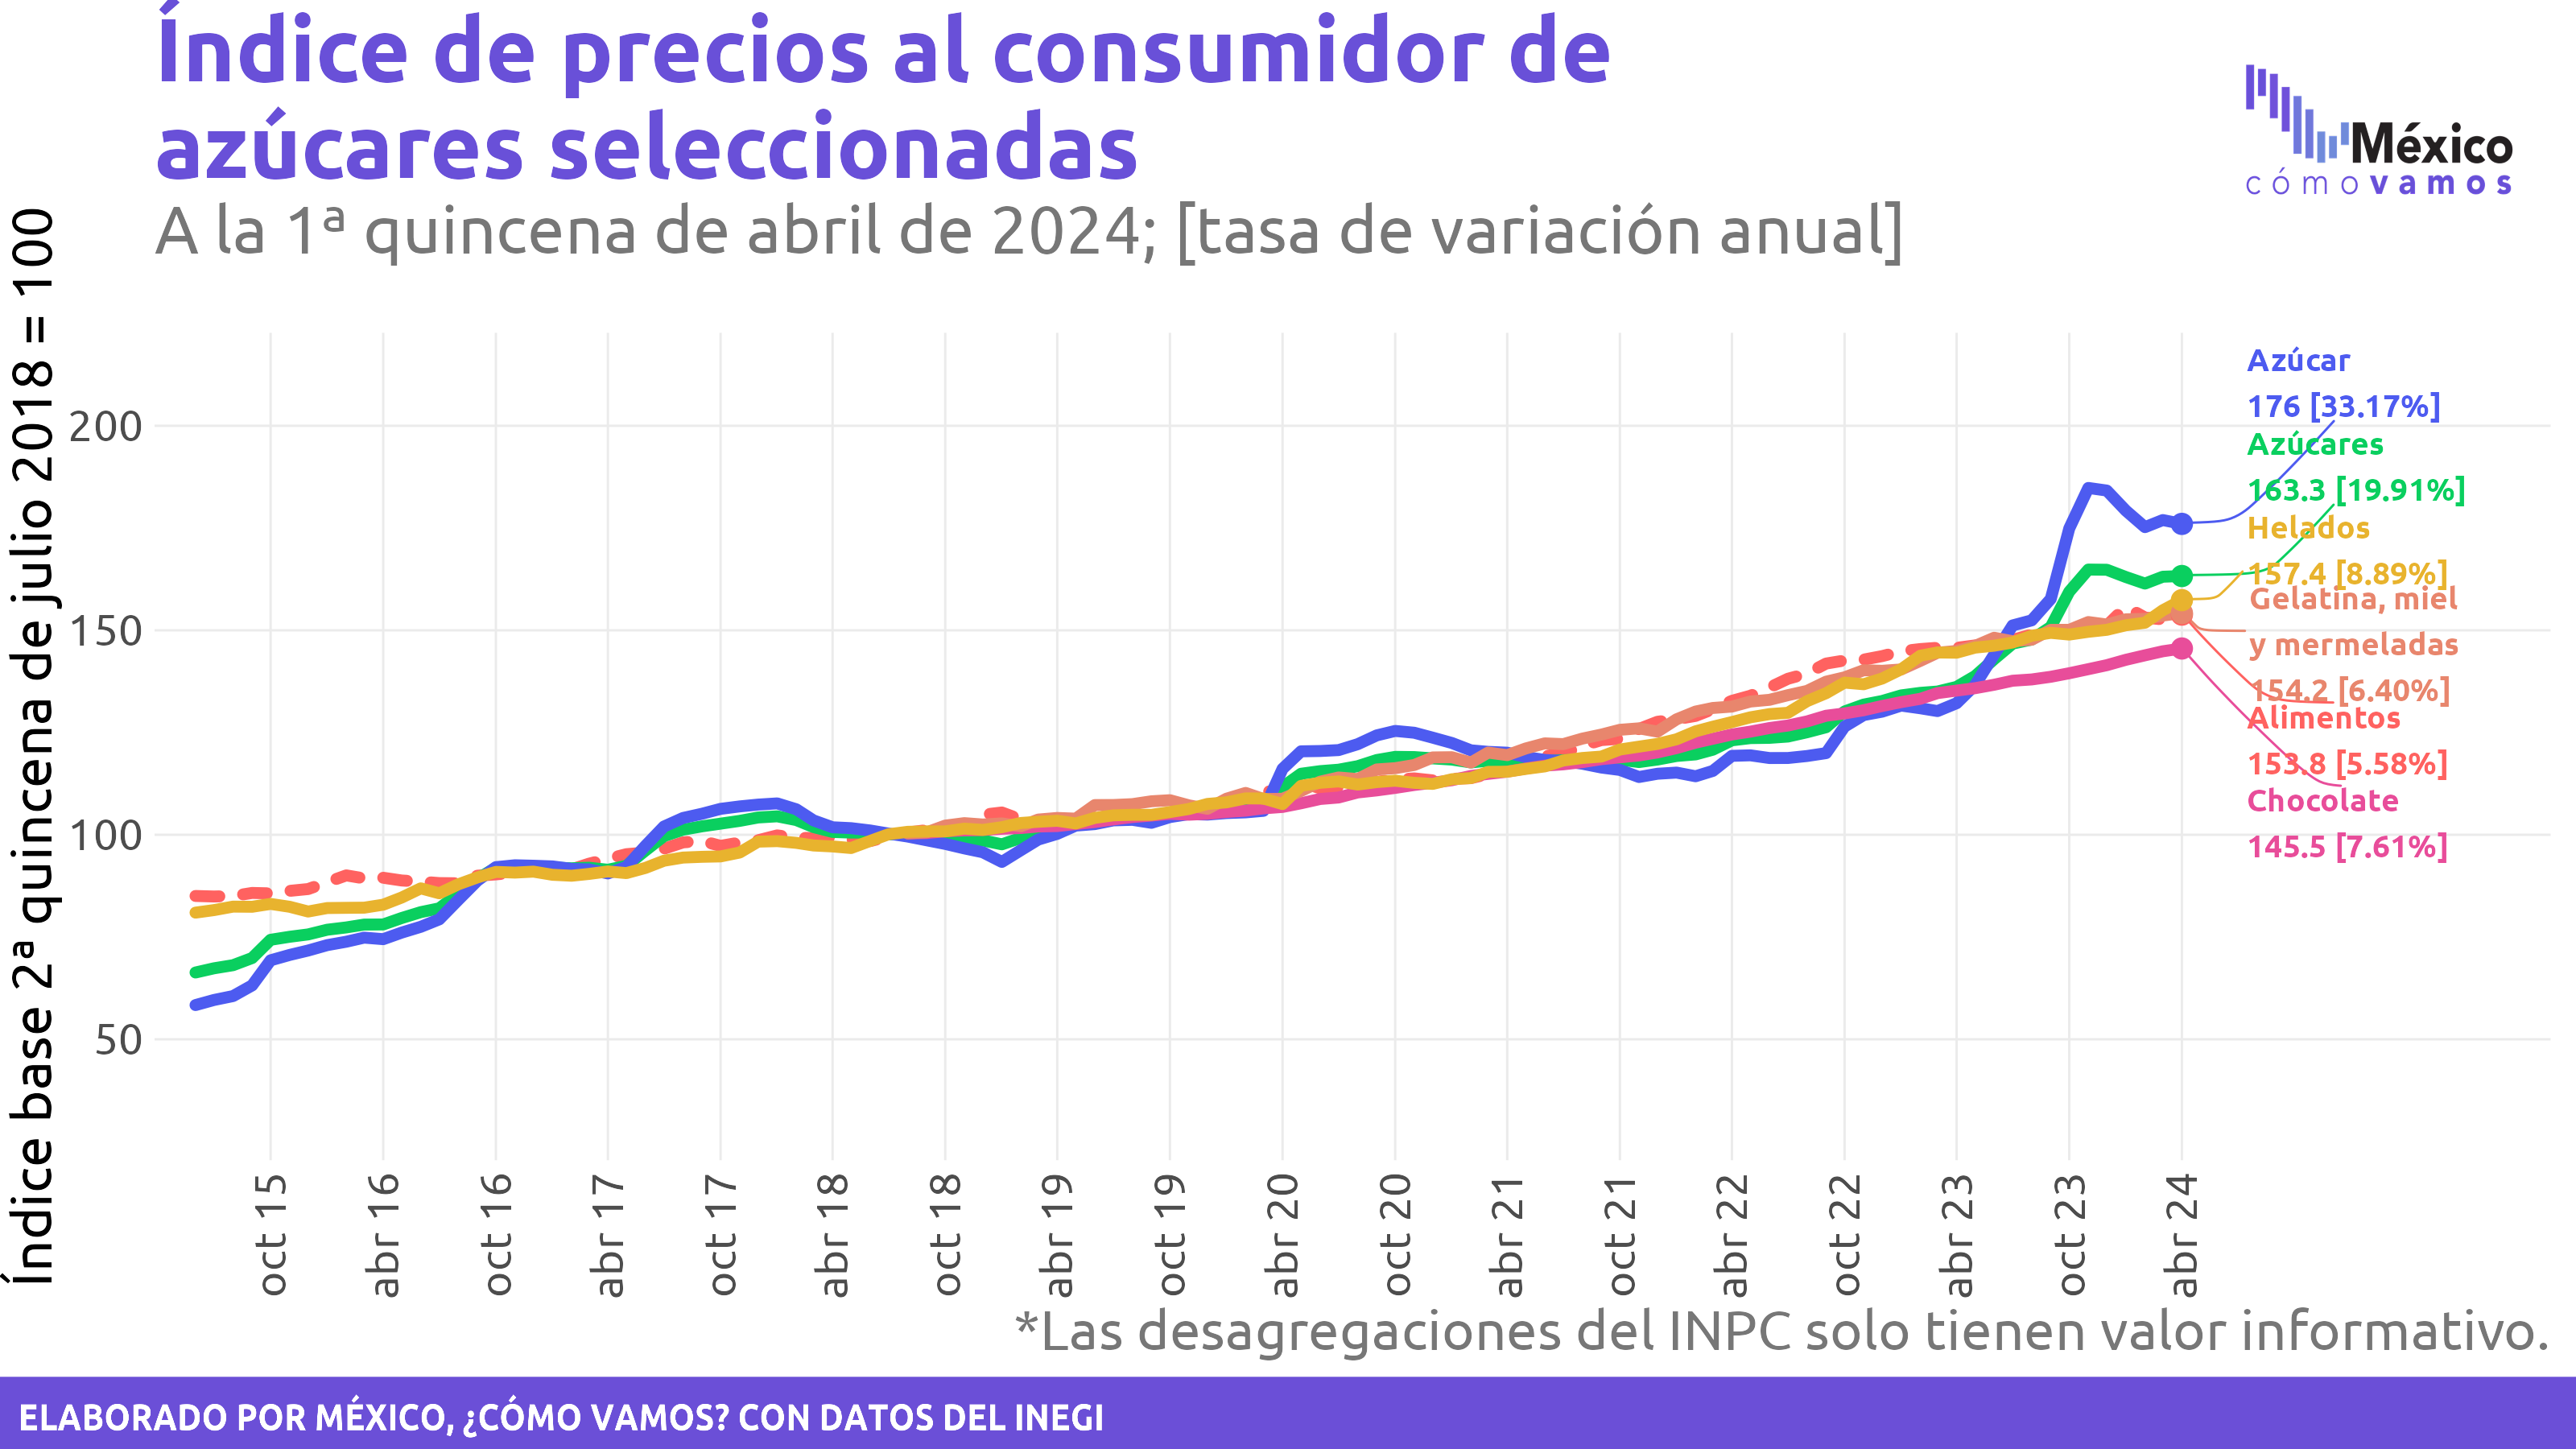 Índice de precios al consumidor de
azúcares seleccionadas
A la 1ª quincena de abril de 2024; [tasa de variación anual]
México
cómo vamos
Índice base 2ª quincena de julio 2018 = 100
200
150
100
50
Azúcar
176 [33.17%]
Azúcares
163.3 [19.91%]
Helados
157.4 [8.89%]
Gelatina, miel
y mermeladas
154.2 [6.40%]
Alimentos
153.8 [5.58%]
Chocolate
145.5 [7.61%]
oct 15
abr 16
oct 16
abr 17
oct 17
abr 18
oct 18
abr 19
oct 19
abr 20
oct 20
abr 21
oct 21
abr 22
oct 22
abr 23
oct 23
abr 24
*Las desagregaciones del INPC solo tienen valor informativo.
ELABORADO POR MÉXICO, ¿CÓMO VAMOS? CON DATOS DEL INEGI